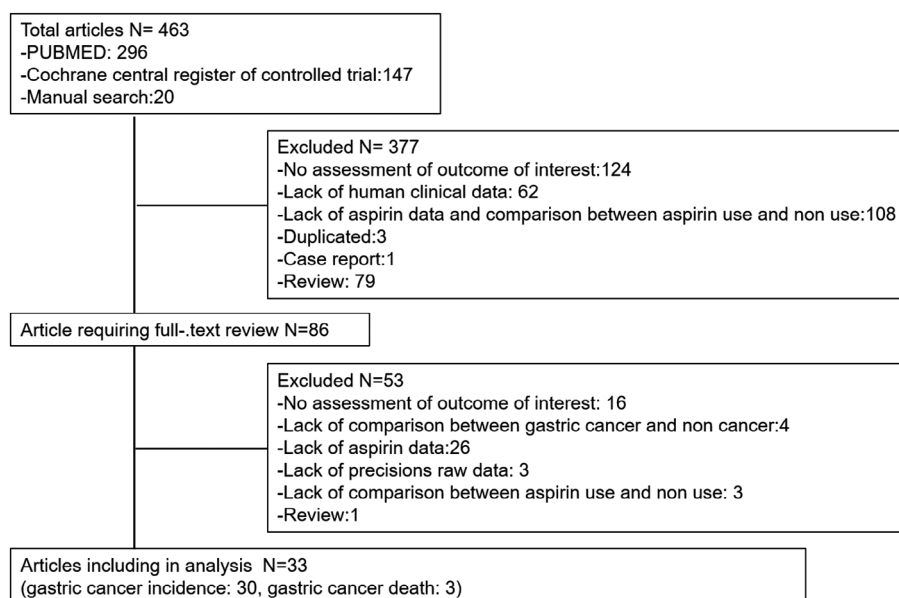 Total articles N= 463
-PUBMED: 296
-Cochrane central register of controlled trial:147
-Manual search:20
Excluded N= 377
-No assessment of outcome of interest:124
-Lack of human clinical data: 62
-Lack of aspirin data and comparison between aspirin use and non use:108
-Duplicated:3
-Case report:1
-Review: 79
Article requiring full-.text review N=86
Excluded N=53
-No assessment of outcome of interest: 16
-Lack of comparison between gastric cancer and non cancer:4
-Lack of aspirin data:26
-Lack of precisions raw data: 3
-Lack of comparison between aspirin use and non use: 3
-Review:1
Articles including in analysis N=33
(gastric cancer incidence: 30, gastric cancer death: 3)